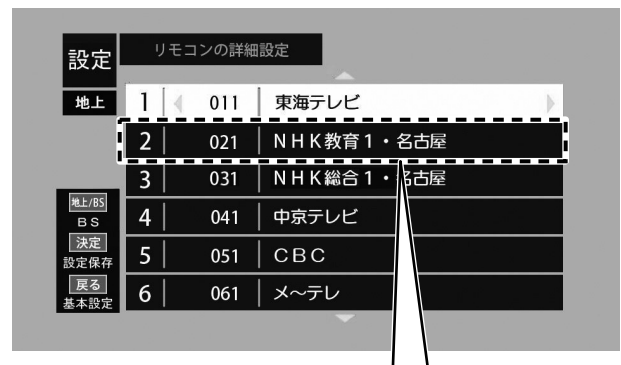 設定
リモコンの詳細設定
地上
1 011 東海テレビ
2 021 NHK教育1・名古屋
3 031 NHK総合1・名古屋
4 041 中京テレビ
5 051 CBC
6 061 メ〜テレ
地上/BS
BS
決定
設定保存
戻る
基本設定